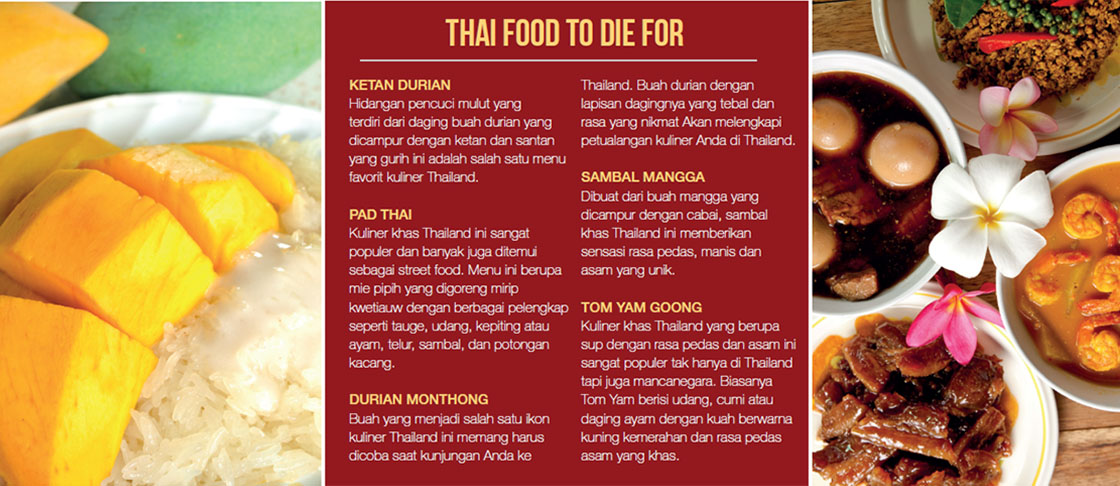 THAI FOOD TO DIE FOR
KETAN DURIAN
Hidangan pencuci mulut yang
terdiri dari daging buah durian yang
dicampur dengan ketan dan santan
yang gurih ini adalah salah satu menu
favorit kuliner Thailand.
PAD THAI
Kuliner khas Thailand ini sangat
populer dan banyak juga ditemui
sebagai street food. Menu ini berupa
mie pipih yang digoreng mirip
kwetiauw dengan berbagai pelengkap
seperti tauge, udang, kepiting atau
ayam, telur, sambal, dan potongan
kacang.
DURIAN MONTHONG
Buah yang menjadi salah satu ikon
kuliner Thailand ini memang harus
dicoba saat kunjungan Anda ke
Thailand. Buah durian dengan
lapisan dagingnya yang tebal dan
rasa yang nikmat Akan melengkapi
petualangan kuliner Anda di Thailand.
SAMBAL MANGGA
Dibuat dari buah mangga yang
dicampur dengan cabai, sambal
khas Thailand ini memberikan
sensasi rasa pedas, manis dan
asam yang unik.
TOM YAM GOONG
Kuliner khas Thailand yang berupa
sup dengan rasa pedas dan asam ini
sangat populer tak hanya di Thailand
tapi juga mancanegara. Biasanya
Tom Yam berisi udang, cumi atau
daging ayam dengan kuah berwarna
kuning kemerahan dan rasa pedas
asam yang khas.